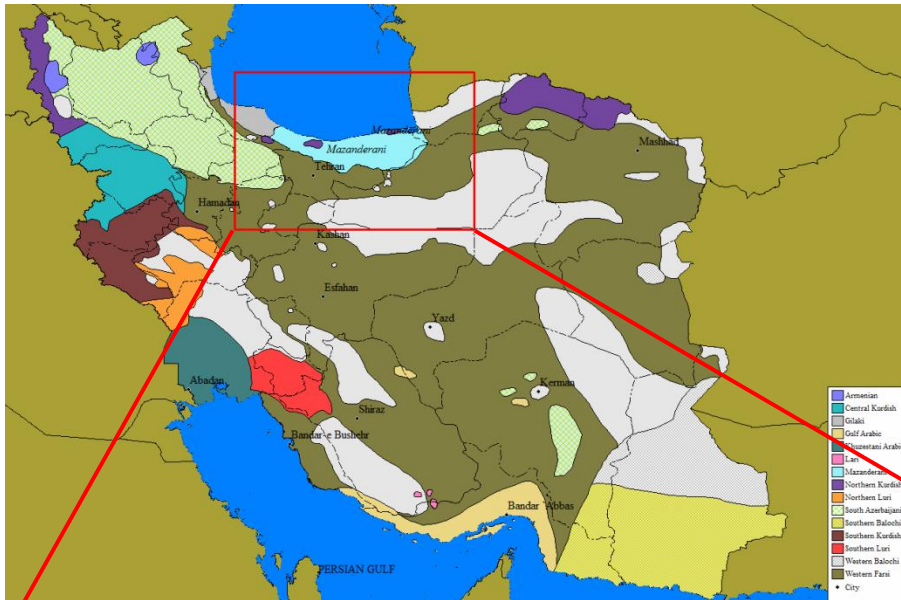 Mazanderani
Mazanderani
Tehran
Mashhad
Hamadan
Kashan
Esfahan
Yazd
Kerman
Abadan
Shiraz
Bandar-e Bushehr
Bandar Abbas
PERSIAN GULF
Armenian
Central Kurdish
Gilaki
Gulf Arabic
Khuzestani Arabi
Lari
Mazanderani
Northern Kurdish
Northern Luri
South Azerbaijani
Southern Balochi
Southern Kurdish
Southern Luri
Western Balochi
Western Farsi
City